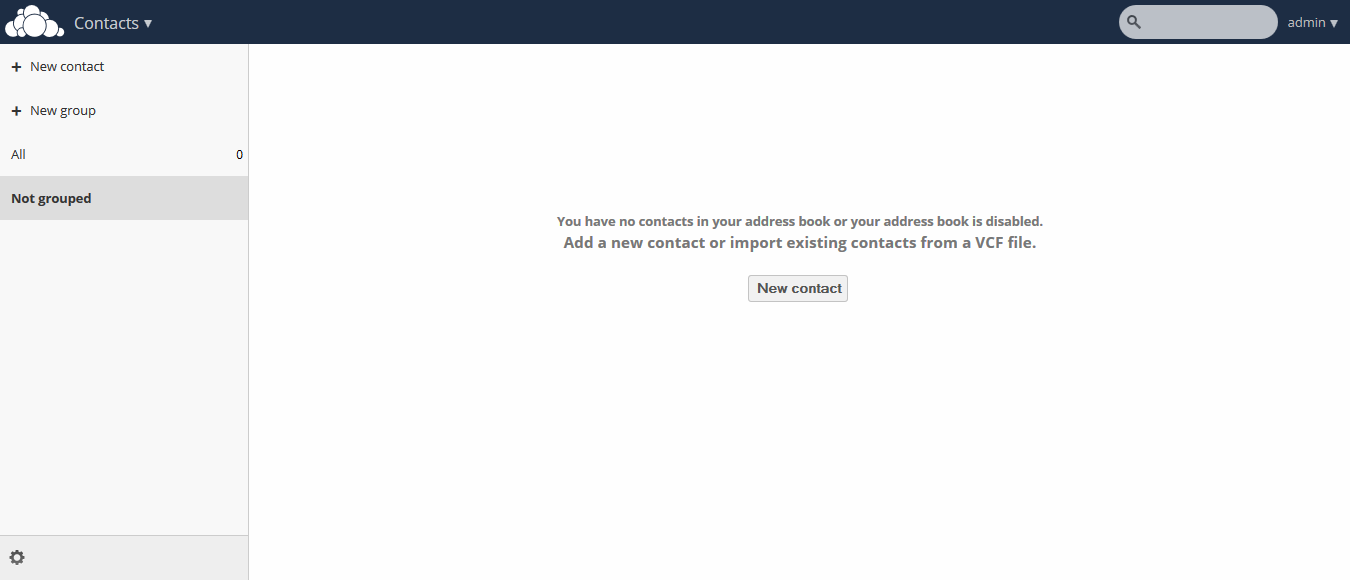 Contacts ▾
admin ▾
+ New contact
+ New group
All 0
Not grouped
You have no contacts in your address book or your address book is disabled.
Add a new contact or import existing contacts from a VCF file.
New contact